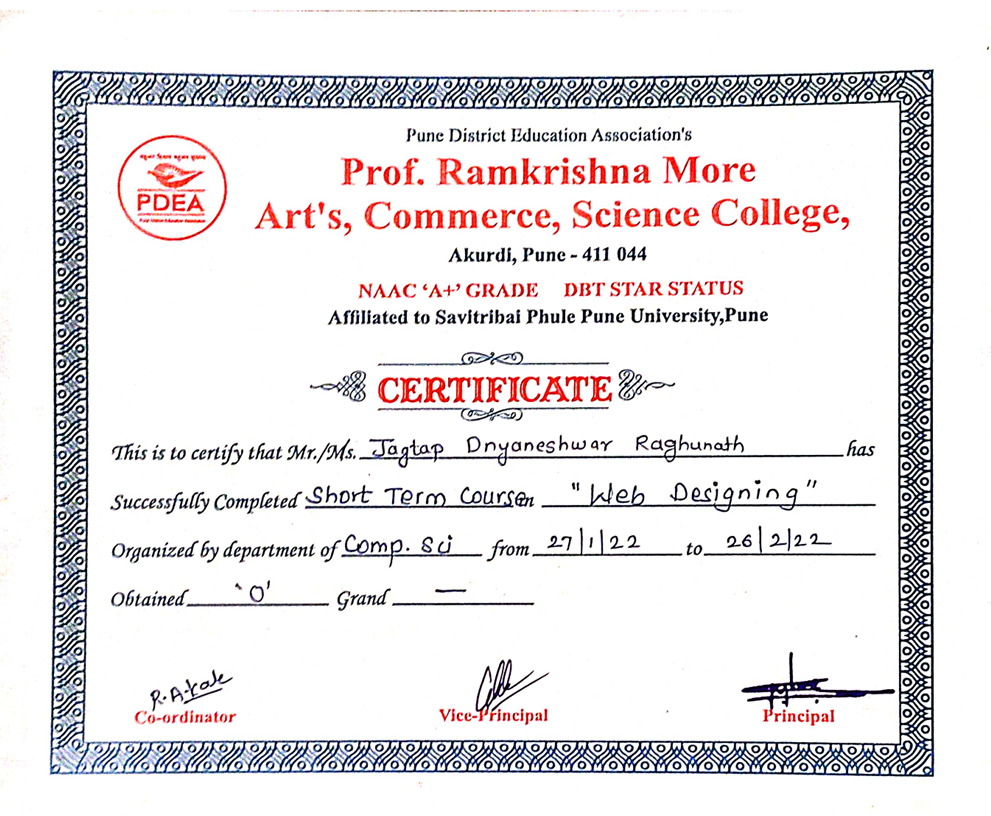 Pune District Education Association's
Prof. Ramkrishna More
Art's, Commerce, Science College,
PDEA
Akurdi, Pune - 411 044
NAAC ‘A+’ GRADE DBT STAR STATUS
Affiliated to Savitribai Phule Pune University,Pune
CERTIFICATE
This is to certify that Mr./Ms. Jagtap Dnyaneshwar Raghunath has
Successfully Completed Short Term Course in "Web Designing"
Organized by department of Comp. Sci from 27/1/22 to 26/2/22
Obtained 'O' Grand —
R.A.Kale
Co-ordinator Vice-Principal Principal